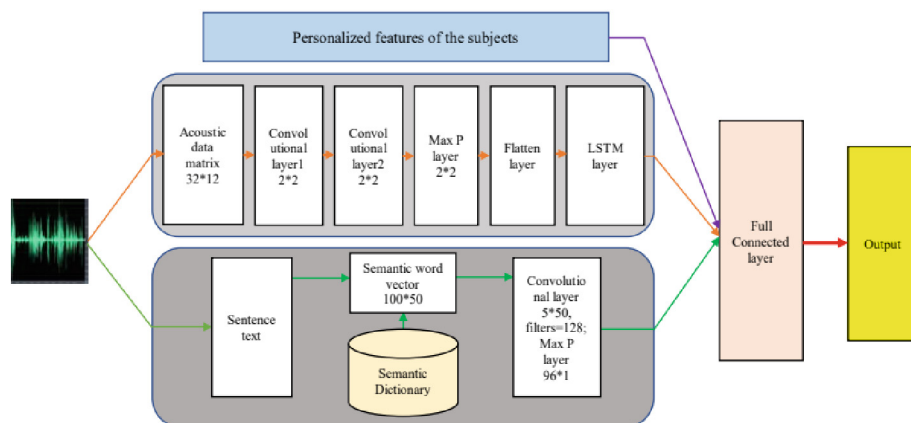 Personalized features of the subjects
Acoustic
data
matrix
32*12
Convol
utional
layer1
2*2
Convol
utional
layer2
2*2
Max P
layer
2*2
Flatten
layer
LSTM
layer
Sentence
text
Semantic word
vector
100*50
Semantic
Dictionary
Convolutio
nal layer
5*50,
filters=128;
Max P
layer
96*1
Full
Connected
layer
Output